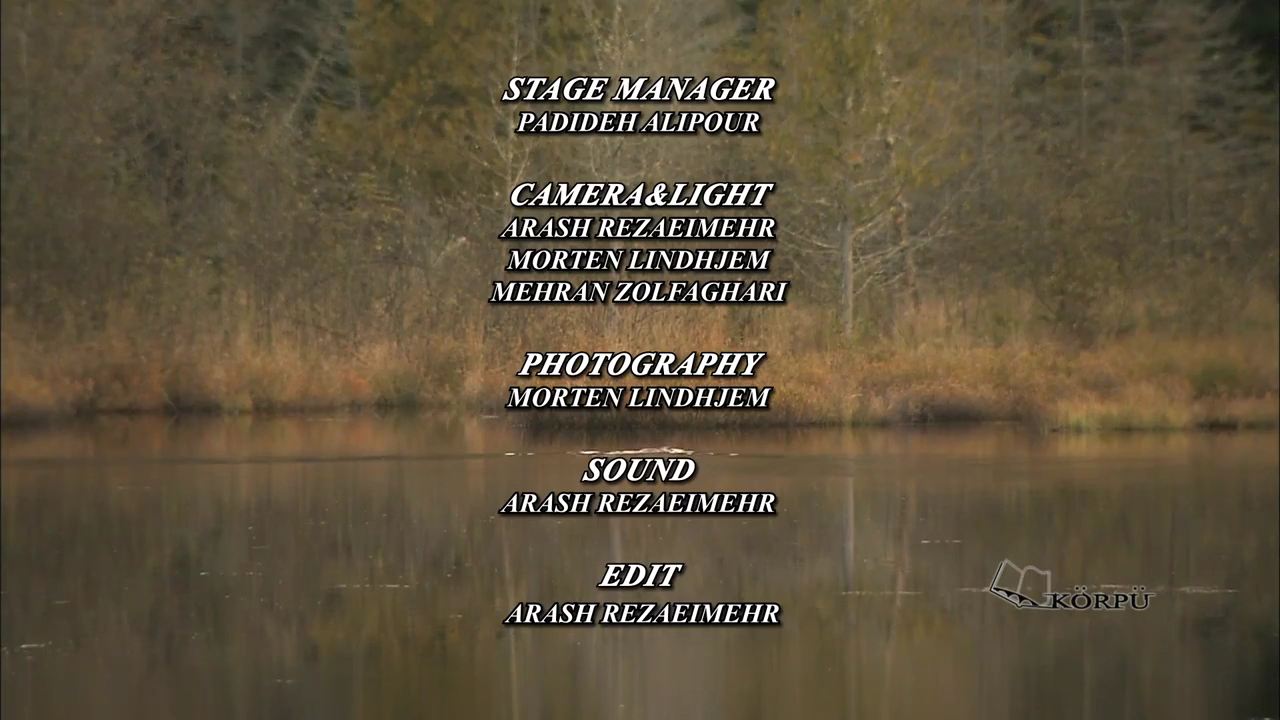 STAGE MANAGER
PADIDEH ALIPOUR
CAMERA&LIGHT
ARASH REZAEIMEHR
MORTEN LINDHJEM
MEHRAN ZOLFAGHARI
PHOTOGRAPHY
MORTEN LINDHJEM
SOUND
ARASH REZAEIMEHR
EDIT
ARASH REZAEIMEHR
KÖRPÜ